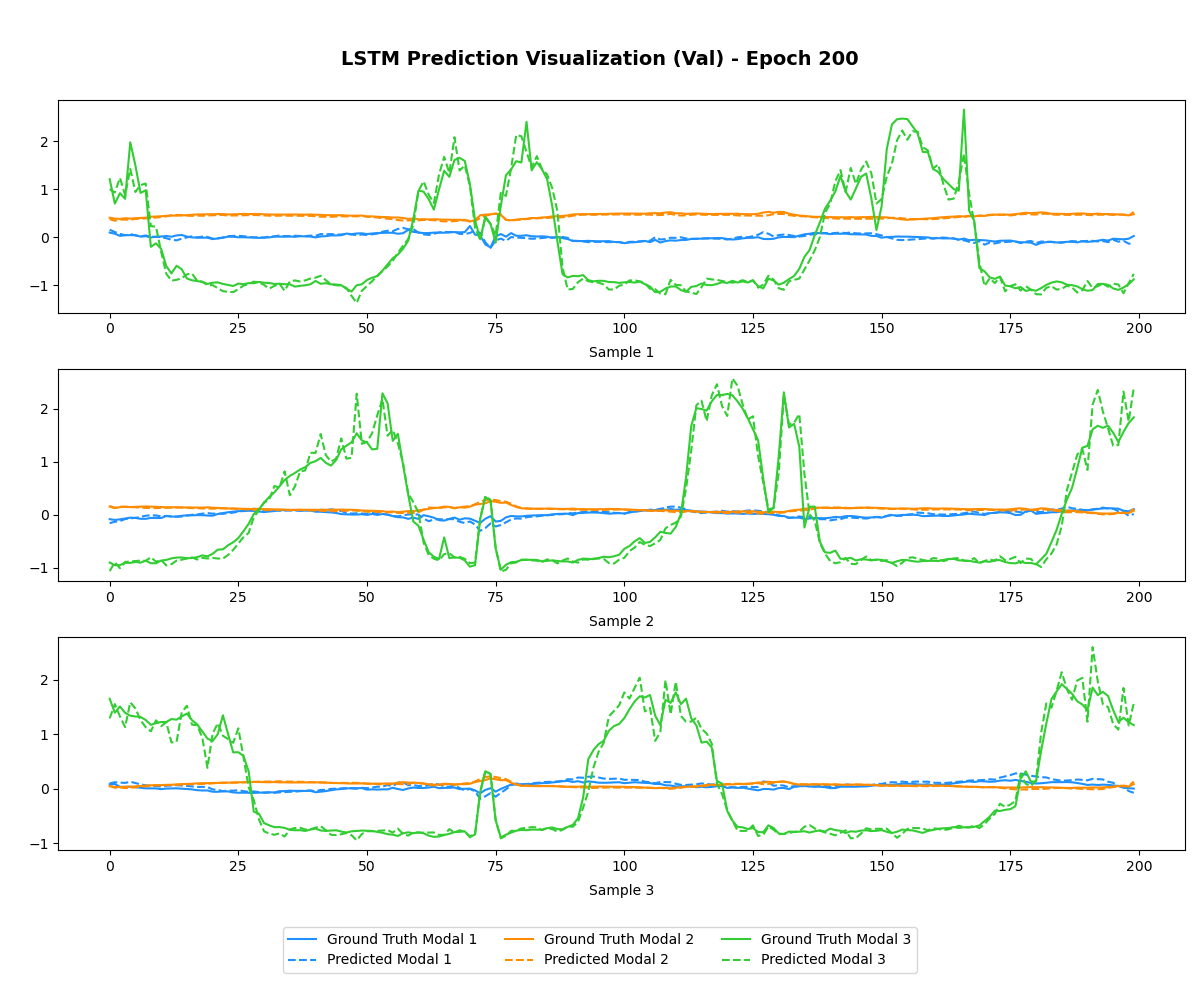 LSTM Prediction Visualization (Val) - Epoch 200
2
1
0
−1
0 25 50 75 100 125 150 175 200
Sample 1
2
1
0
−1
0 25 50 75 100 125 150 175 200
Sample 2
2
1
0
−1
0 25 50 75 100 125 150 175 200
Sample 3
Ground Truth Modal 1 Ground Truth Modal 2 Ground Truth Modal 3
Predicted Modal 1 Predicted Modal 2 Predicted Modal 3